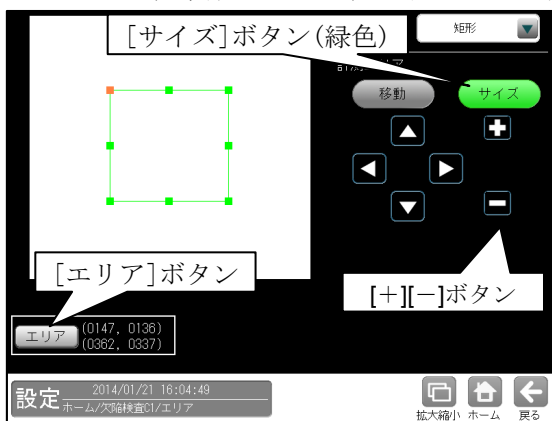 [サイズ]ボタン(緑色)
矩形
移動
サイズ
[エリア]ボタン
[＋][－]ボタン
エリア
(0147, 0136)
(0362, 0337)
設定
2014/01/21 16:04:49
ホーム/欠陥検査C1/エリア
拡大縮小
ホーム
戻る